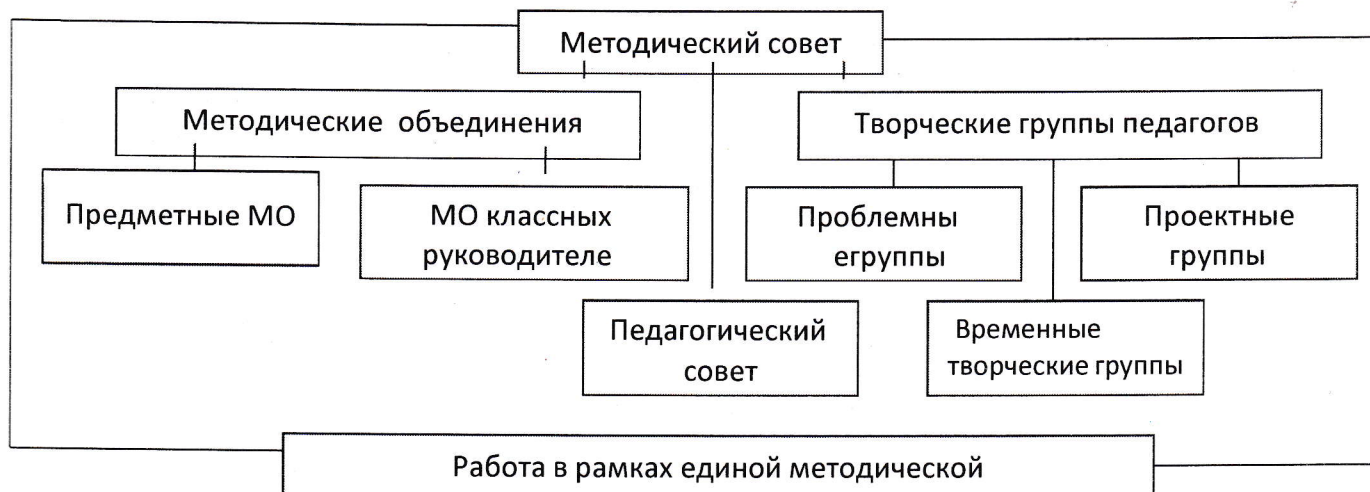 Методический совет
Методические объединения
Творческие группы педагогов
Предметные МО
МО классных
руководителе
Проблемны
егруппы
Проектные
группы
Педагогический
совет
Временные
творческие группы
Работа в рамках единой методической